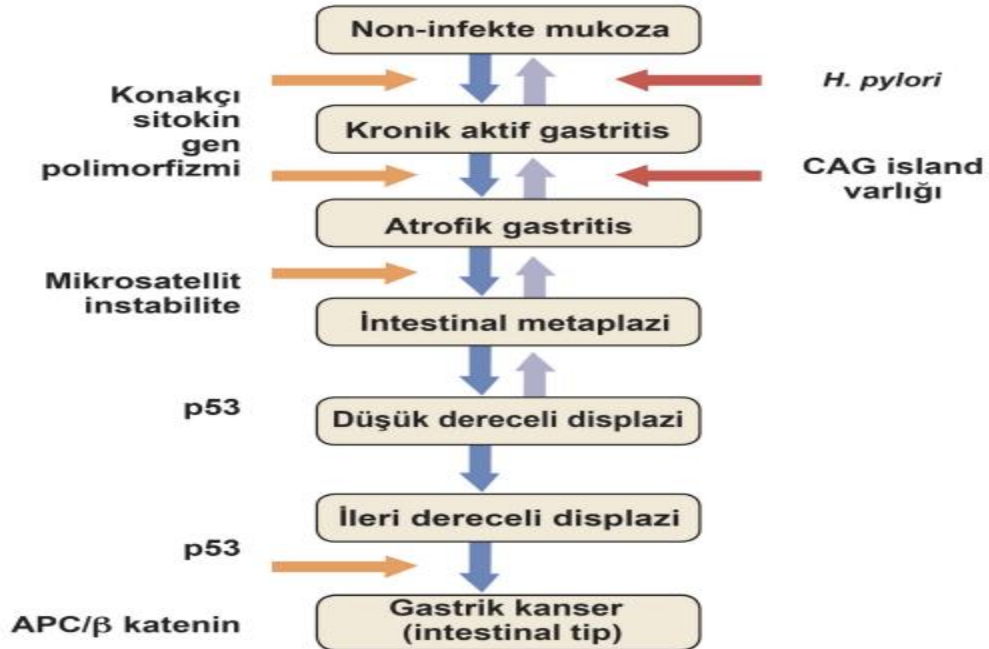 Non-infekte mukoza
Konakçı
sitokin
gen
polimorfizmi
H. pylori
Kronik aktif gastritis
CAG island
varlığı
Atrofik gastritis
Mikrosatellit
instabilite
İntestinal metaplazi
p53
Düşük dereceli displazi
İleri dereceli displazi
p53
APC/β katenin
Gastrik kanser
(intestinal tip)